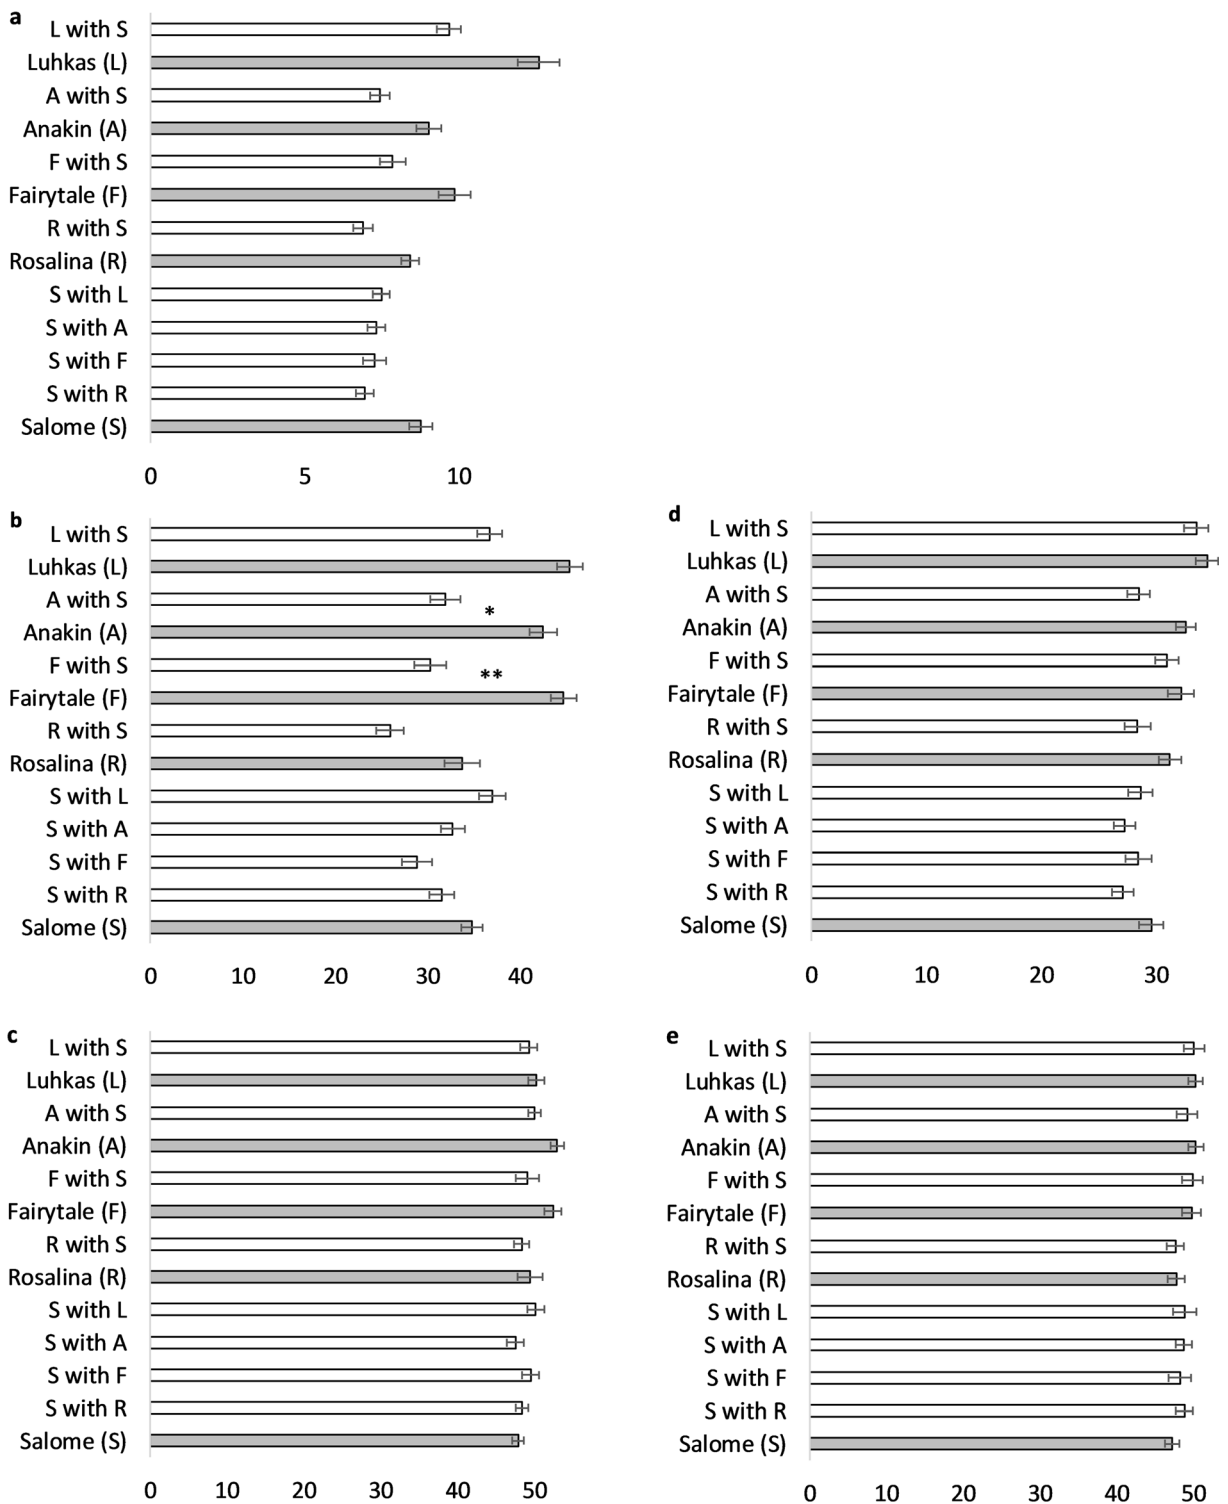 a
L with S
Luhkas (L)
A with S
Anakin (A)
F with S
Fairytale (F)
R with S
Rosalina (R)
S with L
S with A
S with F
S with R
Salome (S)
0 5 10
b
L with S
Luhkas (L)
A with S
*
Anakin (A)
F with S
**
Fairytale (F)
R with S
Rosalina (R)
S with L
S with A
S with F
S with R
Salome (S)
0 10 20 30 40
d
L with S
Luhkas (L)
A with S
Anakin (A)
F with S
Fairytale (F)
R with S
Rosalina (R)
S with L
S with A
S with F
S with R
Salome (S)
0 10 20 30
c
L with S
Luhkas (L)
A with S
Anakin (A)
F with S
Fairytale (F)
R with S
Rosalina (R)
S with L
S with A
S with F
S with R
Salome (S)
0 10 20 30 40 50
e
L with S
Luhkas (L)
A with S
Anakin (A)
F with S
Fairytale (F)
R with S
Rosalina (R)
S with L
S with A
S with F
S with R
Salome (S)
0 10 20 30 40 50